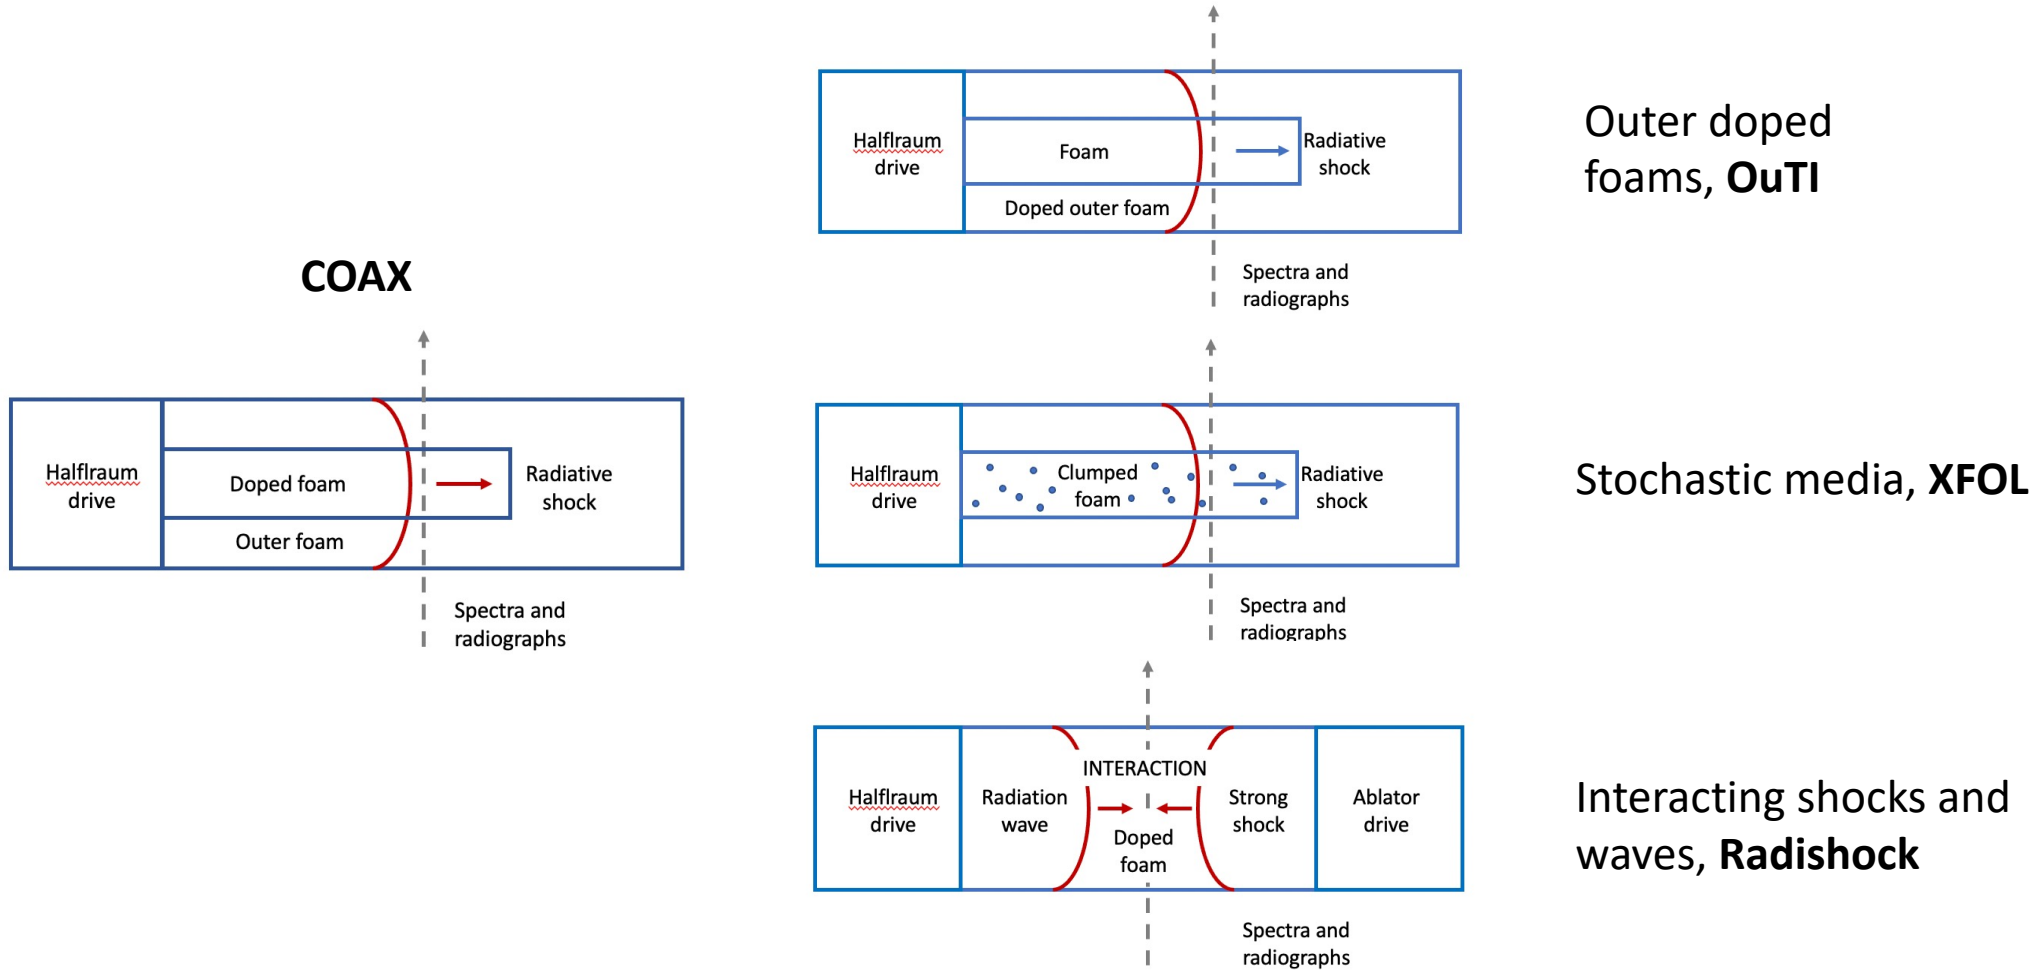 COAX
Halflraum
drive
Doped foam
Outer foam
Radiative
shock
Spectra and
radiographs
Halflraum
drive
Foam
Doped outer foam
Radiative
shock
Spectra and
radiographs
Outer doped
foams, OuTI
Halflraum
drive
Clumped
foam
Radiative
shock
Spectra and
radiographs
Stochastic media, XFOL
Halflraum
drive
Radiation
wave
INTERACTION
Doped
foam
Strong
shock
Ablator
drive
Spectra and
radiographs
Interacting shocks and
waves, Radishock